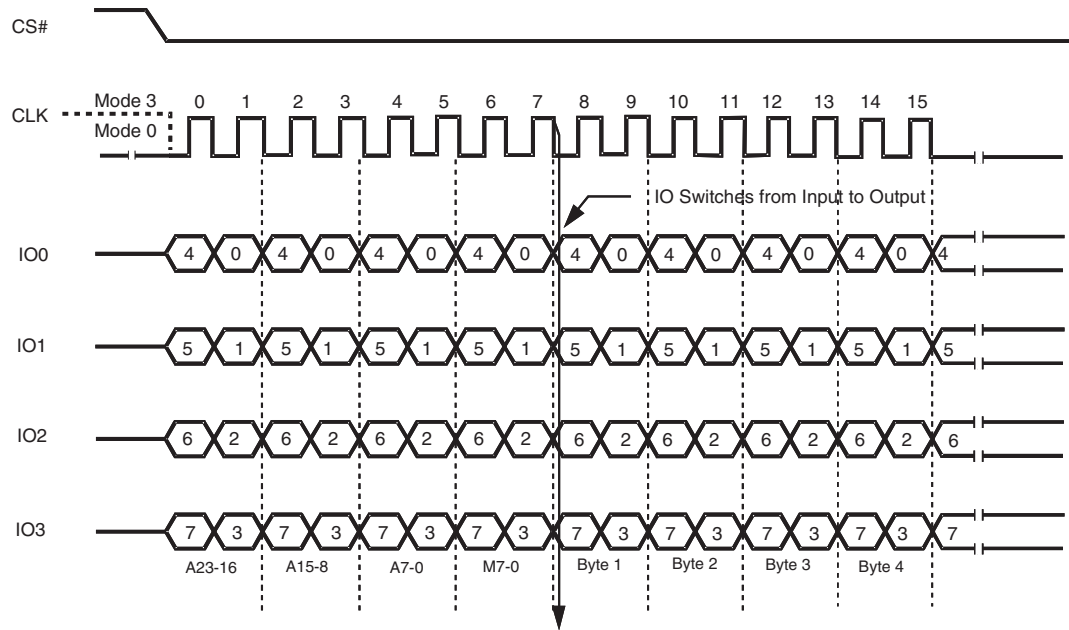 CS#
Mode 3
CLK
Mode 0
0 1 2 3 4 5 6 7 8 9 10 11 12 13 14 15
IO Switches from Input to Output
IO0 4 0 4 0 4 0 4 0 4 0 4 0 4 0 4 0 4
IO1 5 1 5 1 5 1 5 1 5 1 5 1 5 1 5 1 5
IO2 6 2 6 2 6 2 6 2 6 2 6 2 6 2 6 2 6
IO3 7 3 7 3 7 3 7 3 7 3 7 3 7 3 7 3 7
A23-16 A15-8 A7-0 M7-0 Byte 1 Byte 2 Byte 3 Byte 4